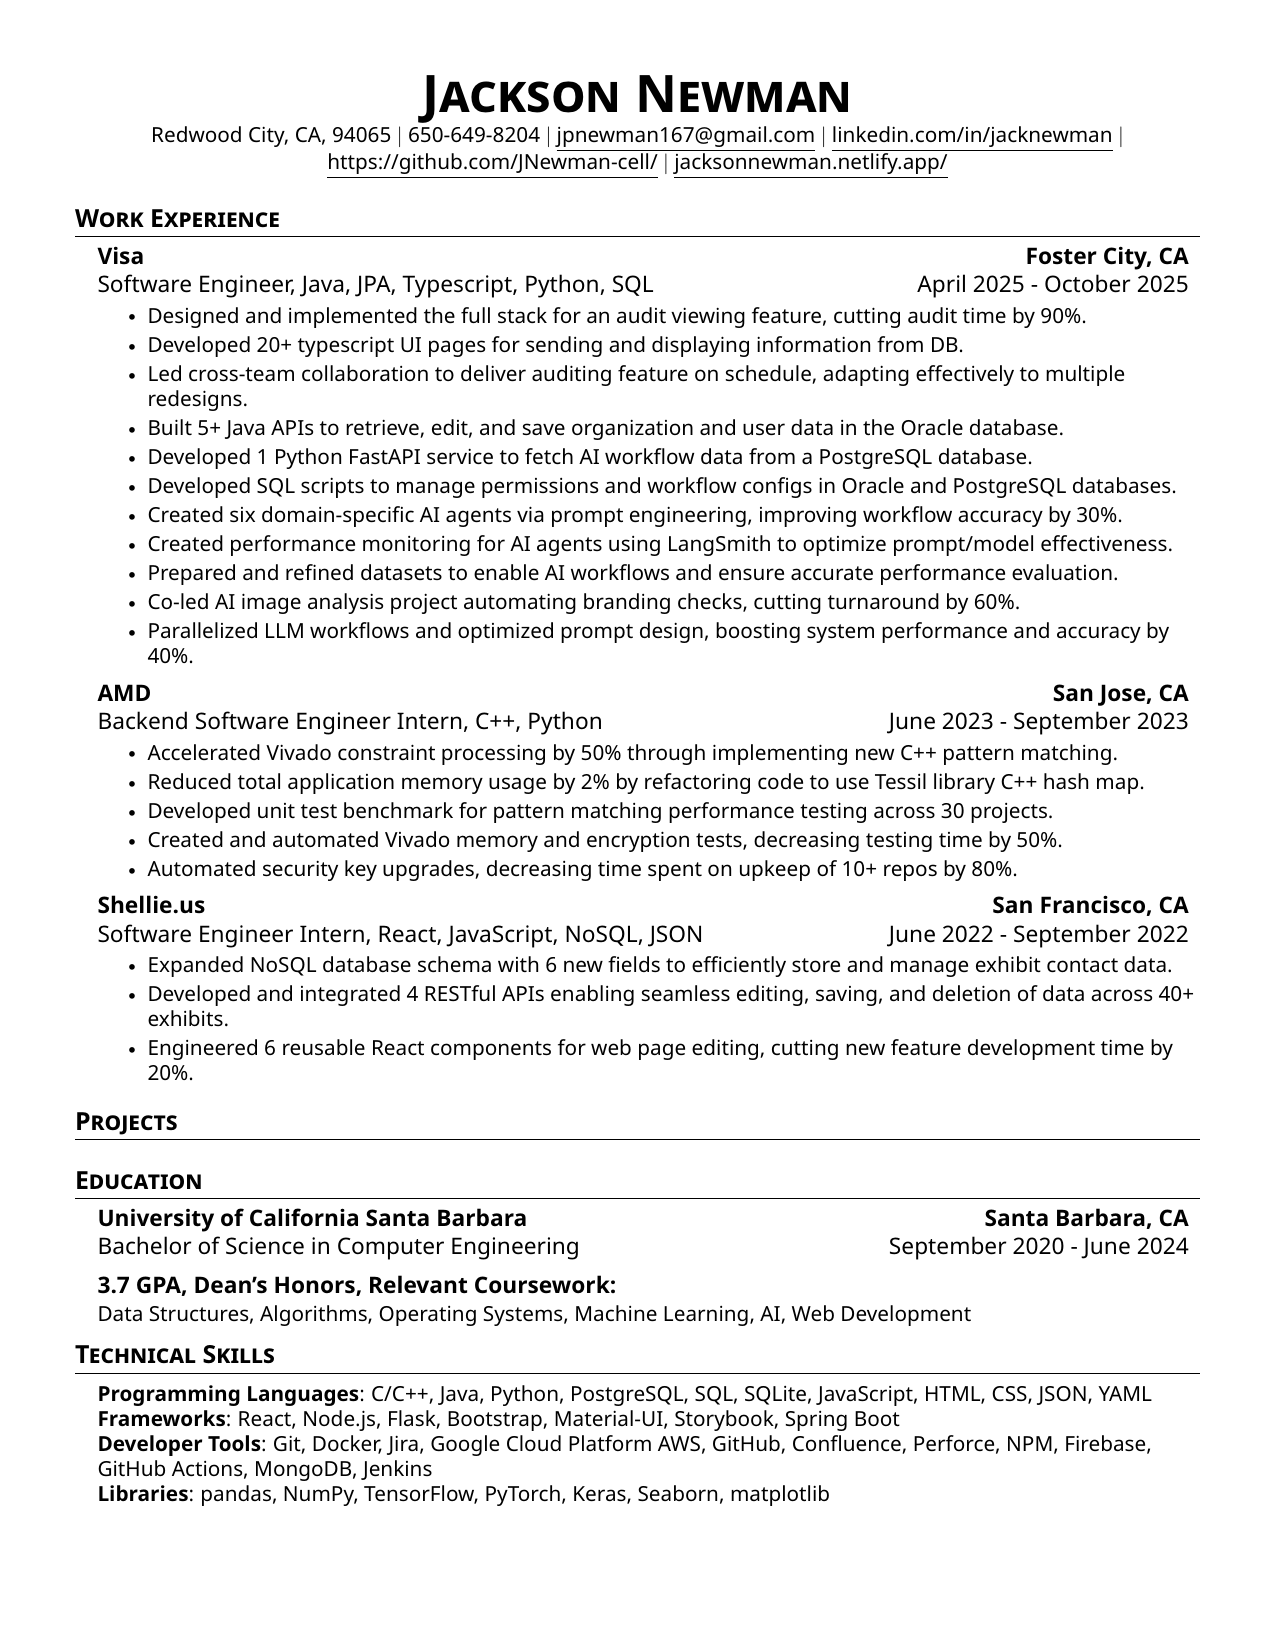 Jackson Newman
Redwood City, CA, 94065 | 650-649-8204 | jpnewman167@gmail.com | linkedin.com/in/jacknewman |
https://github.com/JNewman-cell/ | jacksonnewman.netlify.app/
Work Experience
Visa Foster City, CA
Software Engineer, Java, JPA, Typescript, Python, SQL April 2025 - October 2025
• Designed and implemented the full stack for an audit viewing feature, cutting audit time by 90%.
• Developed 20+ typescript UI pages for sending and displaying information from DB.
• Led cross-team collaboration to deliver auditing feature on schedule, adapting effectively to multiple
redesigns.
• Built 5+ Java APIs to retrieve, edit, and save organization and user data in the Oracle database.
• Developed 1 Python FastAPI service to fetch AI workflow data from a PostgreSQL database.
• Developed SQL scripts to manage permissions and workflow configs in Oracle and PostgreSQL databases.
• Created six domain-specific AI agents via prompt engineering, improving workflow accuracy by 30%.
• Created performance monitoring for AI agents using LangSmith to optimize prompt/model effectiveness.
• Prepared and refined datasets to enable AI workflows and ensure accurate performance evaluation.
• Co-led AI image analysis project automating branding checks, cutting turnaround by 60%.
• Parallelized LLM workflows and optimized prompt design, boosting system performance and accuracy by
40%.
AMD San Jose, CA
Backend Software Engineer Intern, C++, Python June 2023 - September 2023
• Accelerated Vivado constraint processing by 50% through implementing new C++ pattern matching.
• Reduced total application memory usage by 2% by refactoring code to use Tessil library C++ hash map.
• Developed unit test benchmark for pattern matching performance testing across 30 projects.
• Created and automated Vivado memory and encryption tests, decreasing testing time by 50%.
• Automated security key upgrades, decreasing time spent on upkeep of 10+ repos by 80%.
Shellie.us San Francisco, CA
Software Engineer Intern, React, JavaScript, NoSQL, JSON June 2022 - September 2022
• Expanded NoSQL database schema with 6 new fields to efficiently store and manage exhibit contact data.
• Developed and integrated 4 RESTful APIs enabling seamless editing, saving, and deletion of data across 40+
exhibits.
• Engineered 6 reusable React components for web page editing, cutting new feature development time by
20%.
Projects
Education
University of California Santa Barbara Santa Barbara, CA
Bachelor of Science in Computer Engineering September 2020 - June 2024
3.7 GPA, Dean’s Honors, Relevant Coursework:
Data Structures, Algorithms, Operating Systems, Machine Learning, AI, Web Development
Technical Skills
Programming Languages: C/C++, Java, Python, PostgreSQL, SQL, SQLite, JavaScript, HTML, CSS, JSON, YAML
Frameworks: React, Node.js, Flask, Bootstrap, Material-UI, Storybook, Spring Boot
Developer Tools: Git, Docker, Jira, Google Cloud Platform AWS, GitHub, Confluence, Perforce, NPM, Firebase,
GitHub Actions, MongoDB, Jenkins
Libraries: pandas, NumPy, TensorFlow, PyTorch, Keras, Seaborn, matplotlib